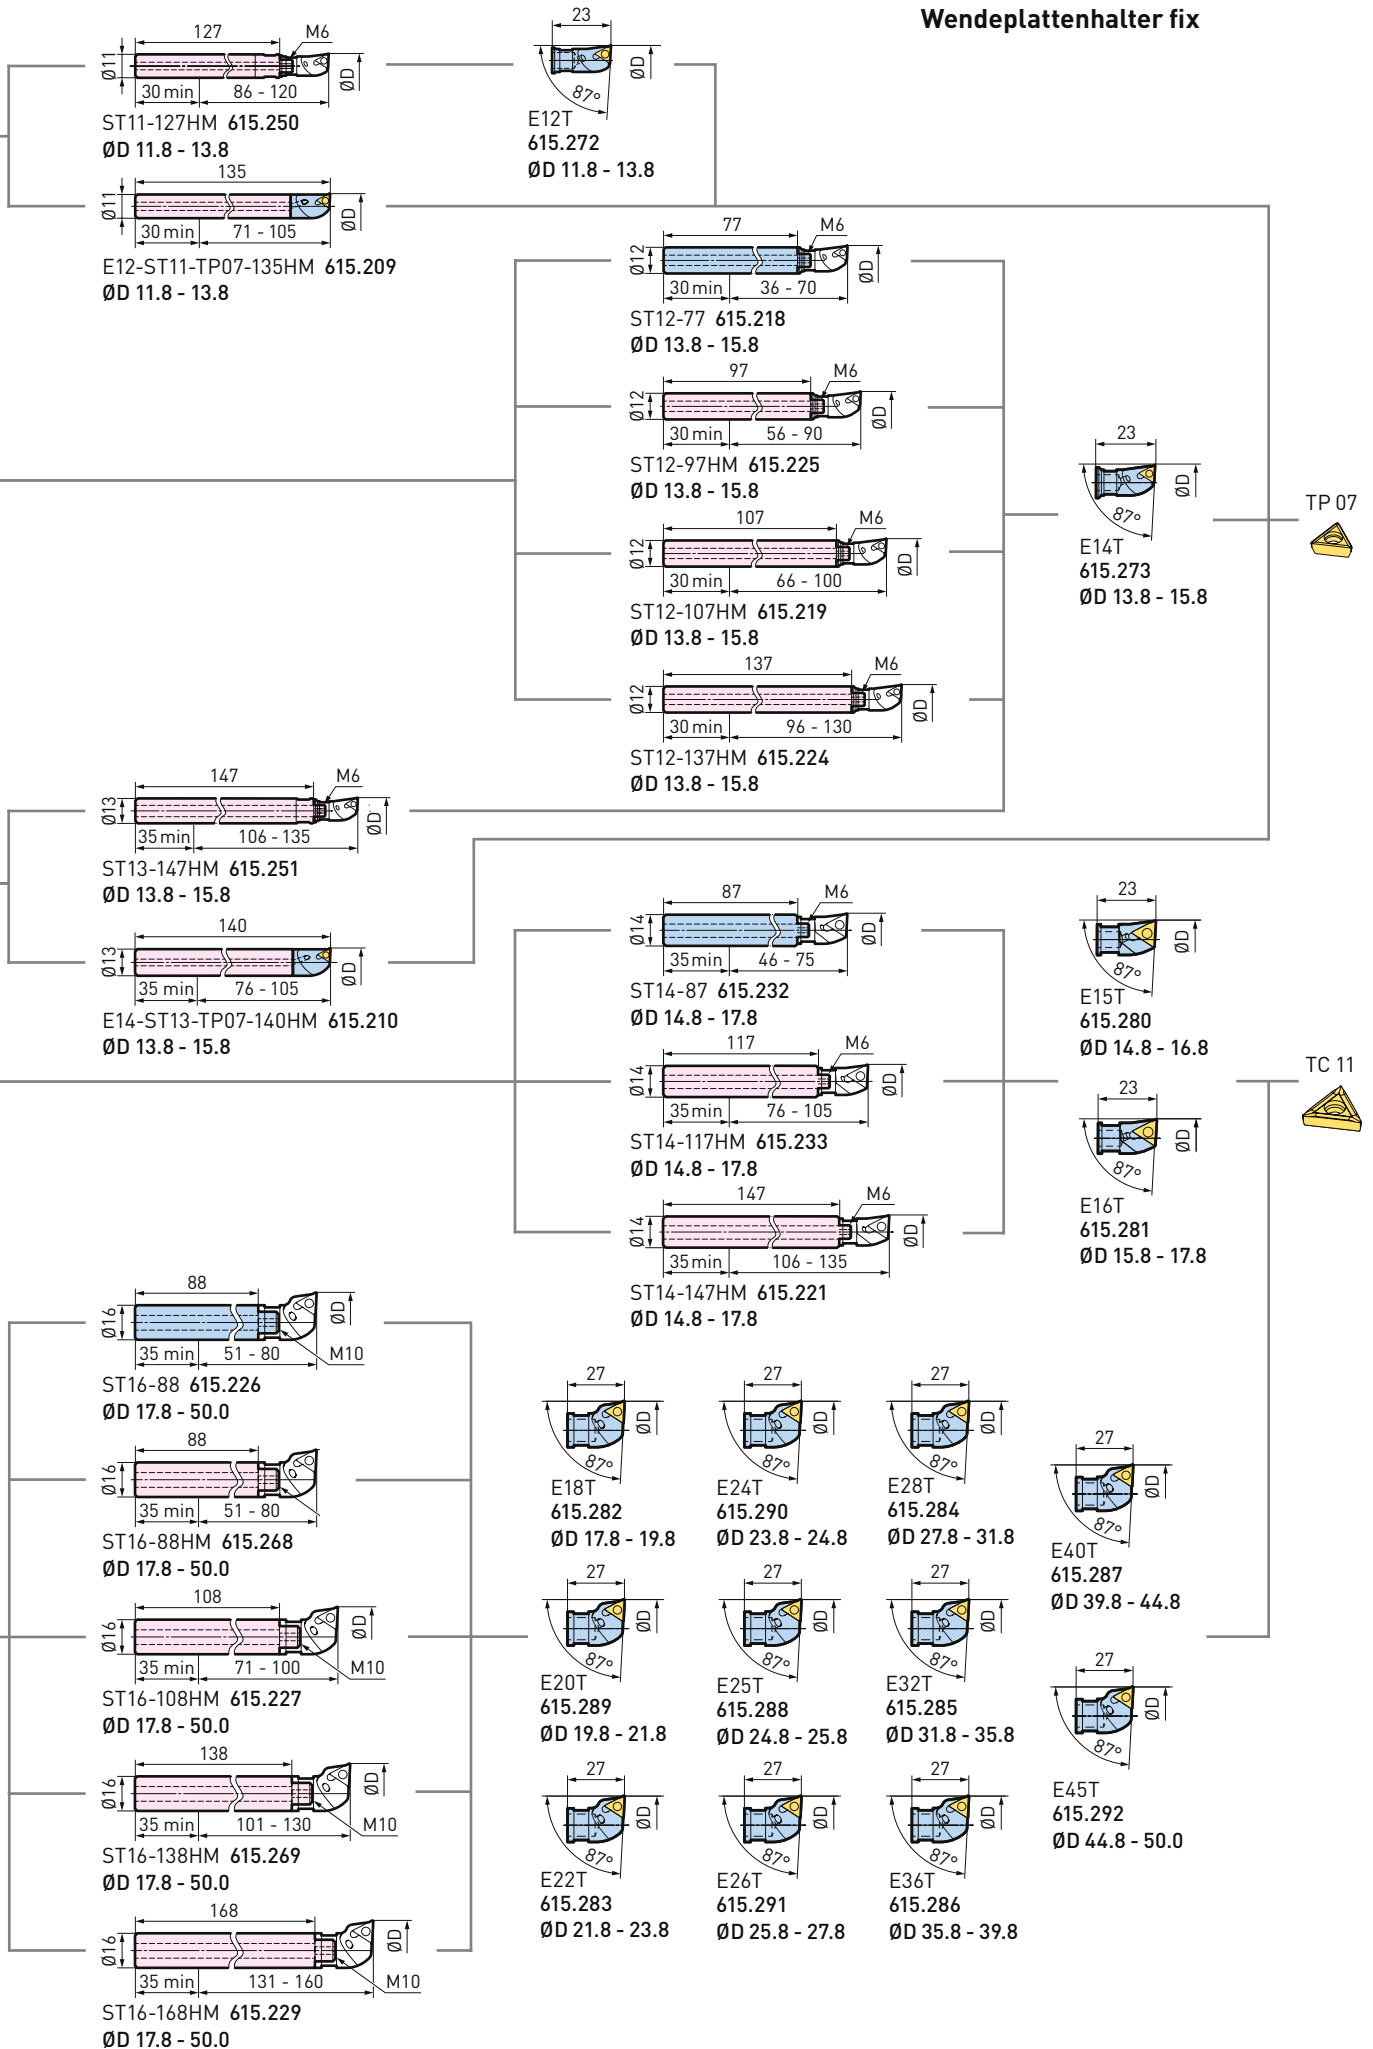 Wendeplattenhalter fix
127
M6
Ø11
ØD
30 min
86 - 120
ST11-127HM 615.250
ØD 11.8 - 13.8
23
ØD
87°
E12T
615.272
ØD 11.8 - 13.8
135
Ø11
ØD
30 min
71 - 105
E12-ST11-TP07-135HM 615.209
ØD 11.8 - 13.8
77
M6
Ø12
ØD
30 min
36 - 70
ST12-77 615.218
ØD 13.8 - 15.8
97
M6
Ø12
ØD
30 min
56 - 90
ST12-97HM 615.225
ØD 13.8 - 15.8
107
M6
Ø12
ØD
30 min
66 - 100
ST12-107HM 615.219
ØD 13.8 - 15.8
137
M6
Ø12
ØD
30 min
96 - 130
ST12-137HM 615.224
ØD 13.8 - 15.8
23
ØD
87°
E14T
615.273
ØD 13.8 - 15.8
TP 07
147
M6
Ø13
ØD
35 min
106 - 135
ST13-147HM 615.251
ØD 13.8 - 15.8
140
Ø13
ØD
35 min
76 - 105
E14-ST13-TP07-140HM 615.210
ØD 13.8 - 15.8
87
M6
Ø14
ØD
35 min
46 - 75
ST14-87 615.232
ØD 14.8 - 17.8
117
M6
Ø14
ØD
35 min
76 - 105
ST14-117HM 615.233
ØD 14.8 - 17.8
147
M6
Ø14
ØD
35 min
106 - 135
ST14-147HM 615.221
ØD 14.8 - 17.8
23
ØD
87°
E15T
615.280
ØD 14.8 - 16.8
23
ØD
87°
E16T
615.281
ØD 15.8 - 17.8
TC 11
88
Ø16
ØD
35 min
51 - 80
M10
ST16-88 615.226
ØD 17.8 - 50.0
88
Ø16
35 min
51 - 80
ST16-88HM 615.268
ØD 17.8 - 50.0
108
Ø16
ØD
35 min
71 - 100
M10
ST16-108HM 615.227
ØD 17.8 - 50.0
138
Ø16
ØD
35 min
101 - 130
M10
ST16-138HM 615.269
ØD 17.8 - 50.0
168
Ø16
ØD
35 min
131 - 160
M10
ST16-168HM 615.229
ØD 17.8 - 50.0
27
ØD
87°
E18T
615.282
ØD 17.8 - 19.8
27
ØD
87°
E24T
615.290
ØD 23.8 - 24.8
27
ØD
87°
E28T
615.284
ØD 27.8 - 31.8
27
ØD
87°
E40T
615.287
ØD 39.8 - 44.8
27
ØD
87°
E20T
615.289
ØD 19.8 - 21.8
27
ØD
87°
E25T
615.288
ØD 24.8 - 25.8
27
ØD
87°
E32T
615.285
ØD 31.8 - 35.8
27
ØD
87°
E45T
615.292
ØD 44.8 - 50.0
27
ØD
87°
E22T
615.283
ØD 21.8 - 23.8
27
ØD
87°
E26T
615.291
ØD 25.8 - 27.8
27
ØD
87°
E36T
615.286
ØD 35.8 - 39.8